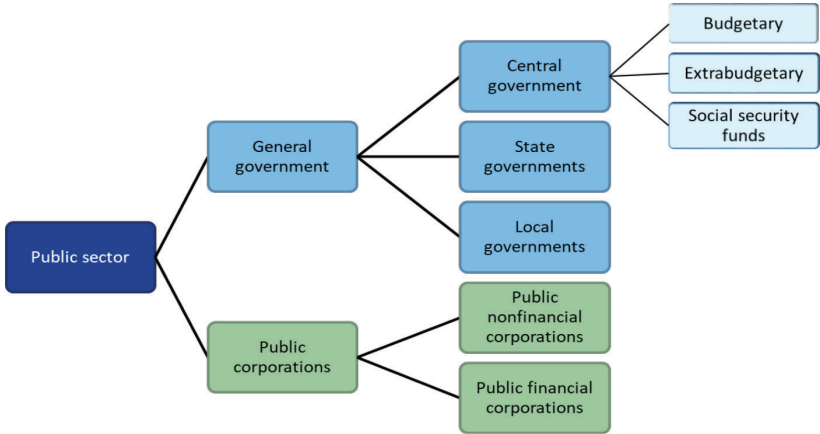 Budgetary
Extrabudgetary
Social security
funds
Central
government
General
government
State
governments
Local
governments
Public sector
Public
nonfinancial
corporations
Public
corporations
Public financial
corporations